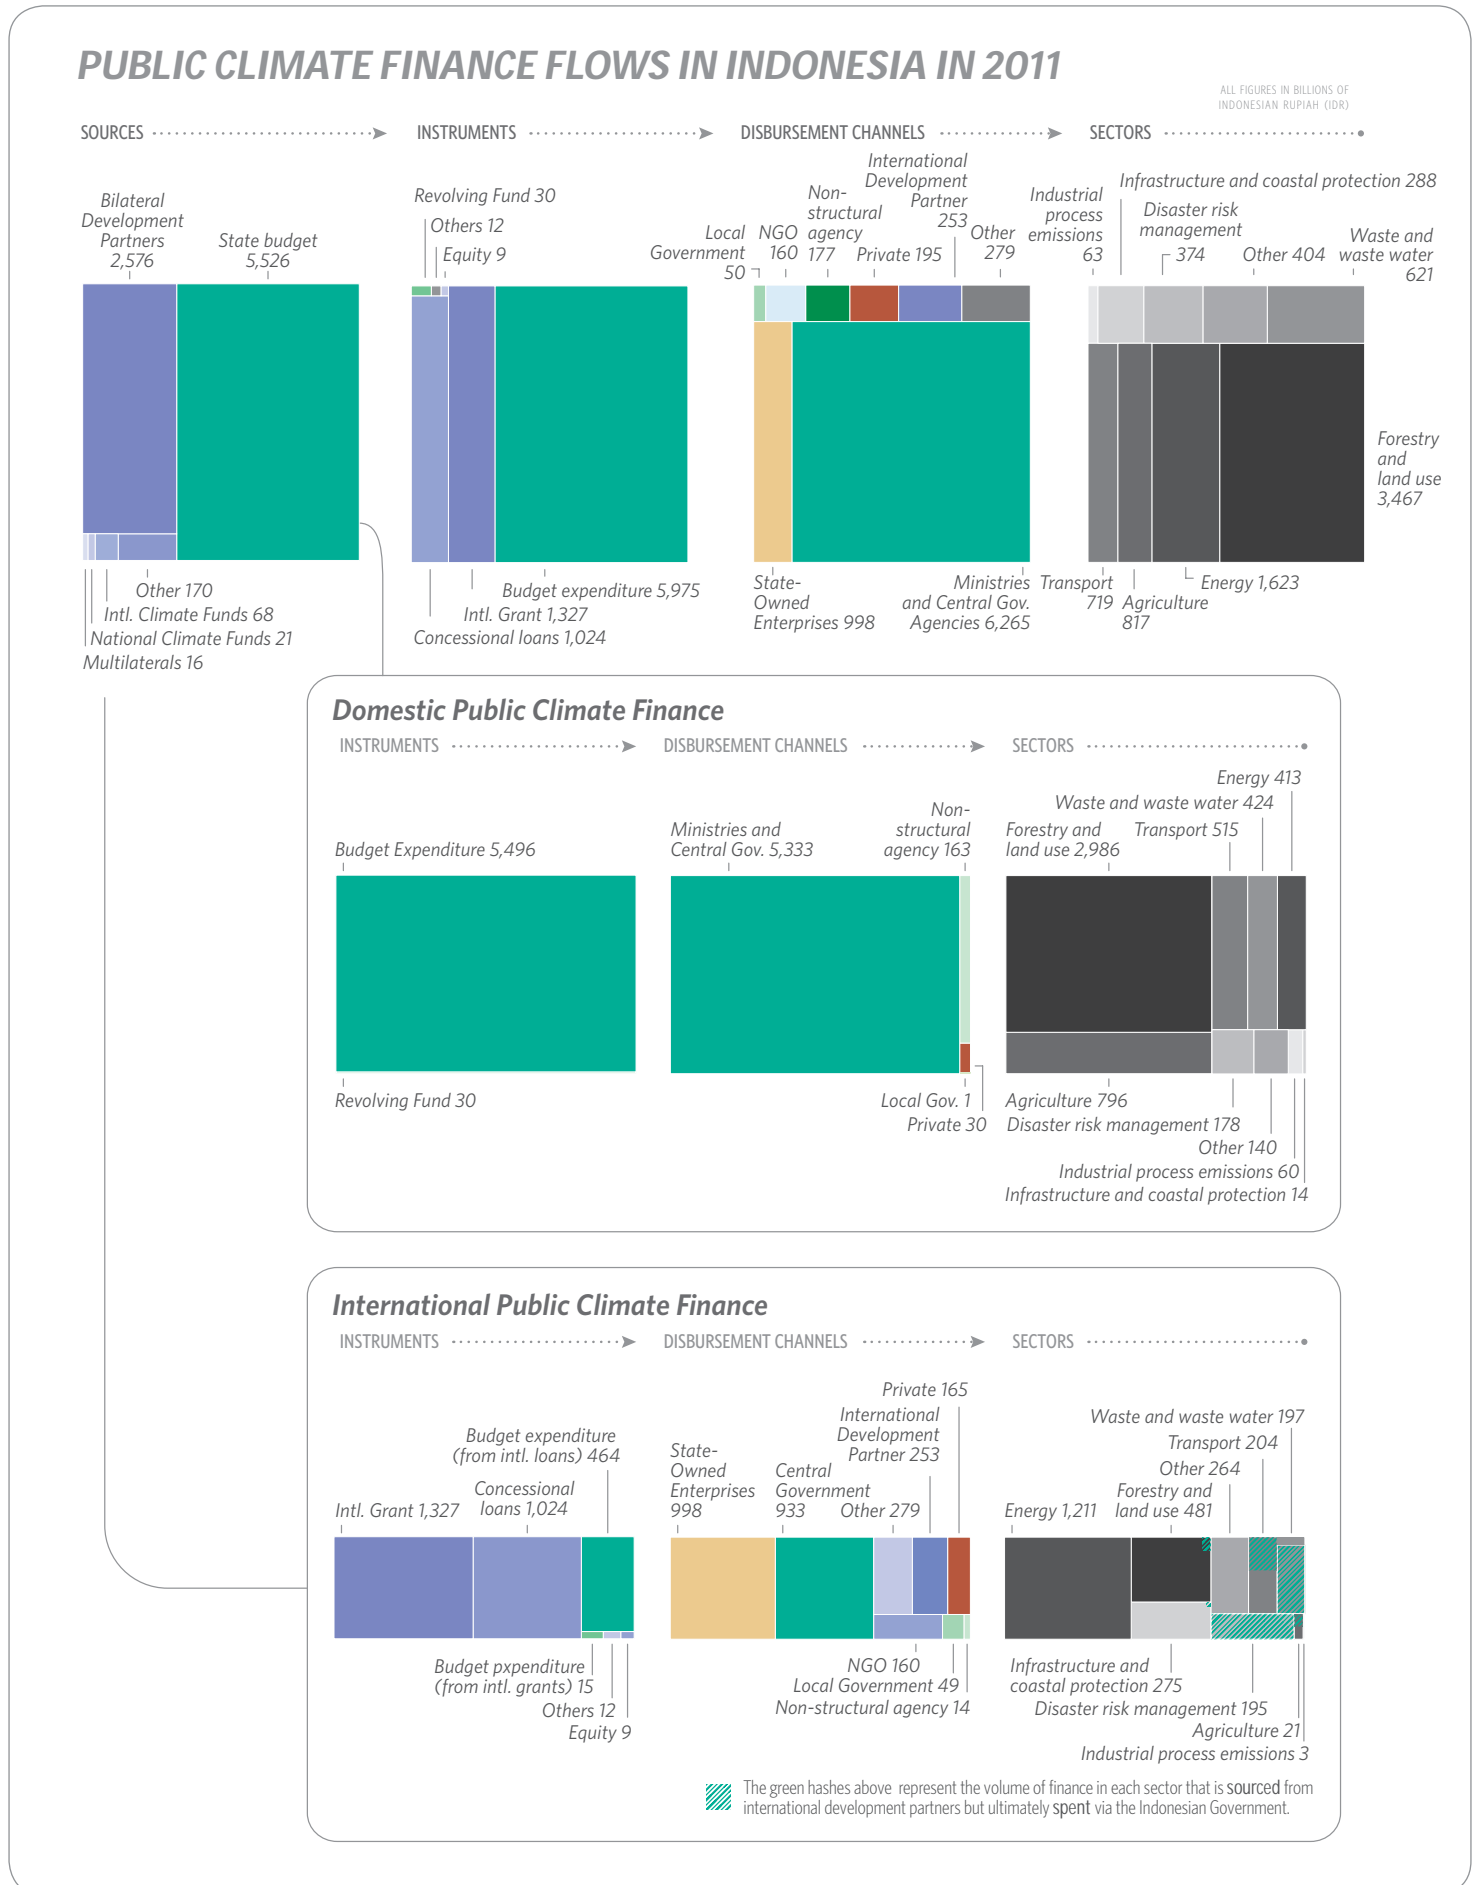 PUBLIC CLIMATE FINANCE FLOWS IN INDONESIA IN 2011
ALL FIGURES IN BILLIONS OF
INDONESIAN RUPIAH (IDR)
SOURCES
INSTRUMENTS
DISBURSEMENT CHANNELS
SECTORS
Bilateral
Development
Partners
2,576
State budget
5,526
Other 170
Intl. Climate Funds 68
National Climate Funds 21
Multilaterals 16
Revolving Fund 30
Others 12
Equity 9
Budget expenditure 5,975
Intl. Grant 1,327
Concessional loans 1,024
Local
Government
50
NGO
160
Non-
structural
agency
177
Private 195
International
Development
Partner
253
Other
279
State-
Owned
Enterprises 998
Ministries
and Central Gov.
Agencies 6,265
Industrial
process
emissions
63
Infrastructure and coastal protection 288
Disaster risk
management
374
Other 404
Waste and
waste water
621
Forestry
and
land use
3,467
Transport
719
Agriculture
817
Energy 1,623
Domestic Public Climate Finance
INSTRUMENTS
DISBURSEMENT CHANNELS
SECTORS
Budget Expenditure 5,496
Revolving Fund 30
Ministries and
Central Gov. 5,333
Non-
structural
agency 163
Local Gov. 1
Private 30
Energy 413
Waste and waste water 424
Forestry and
land use 2,986
Transport 515
Agriculture 796
Disaster risk management 178
Other 140
Industrial process emissions 60
Infrastructure and coastal protection 14
International Public Climate Finance
INSTRUMENTS
DISBURSEMENT CHANNELS
SECTORS
Budget expenditure
(from intl. loans) 464
Concessional
loans 1,024
Intl. Grant 1,327
Budget pxpenditure
(from intl. grants) 15
Others 12
Equity 9
Private 165
International
Development
Partner 253
State-
Owned
Enterprises
998
Central
Government
933
Other 279
NGO 160
Local Government 49
Non-structural agency 14
Waste and waste water 197
Transport 204
Other 264
Forestry and
land use 481
Energy 1,211
Infrastructure and
coastal protection 275
Disaster risk management 195
Agriculture 21
Industrial process emissions 3
The green hashes above represent the volume of finance in each sector that is sourced from
international development partners but ultimately spent via the Indonesian Government.